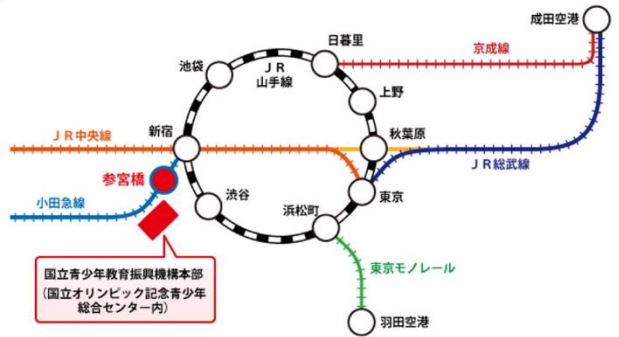 成田空港
日暮里
京成線
池袋
ＪＲ
山手線
上野
新宿
秋葉原
ＪＲ中央線
ＪＲ総武線
参宮橋
渋谷
東京
小田急線
浜松町
国立青少年教育振興機構本部
（国立オリンピック記念青少年
総合センター内）
東京モノレール
羽田空港